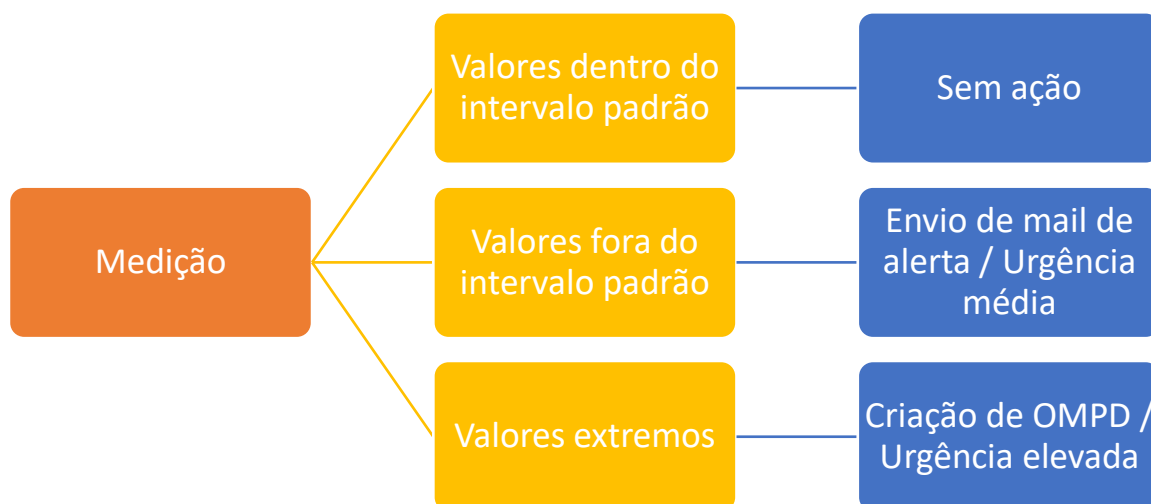 Medição
Valores dentro do
intervalo padrão
Sem ação
Valores fora do
intervalo padrão
Envio de mail de
alerta / Urgência
média
Valores extremos
Criação de OMPD /
Urgência elevada